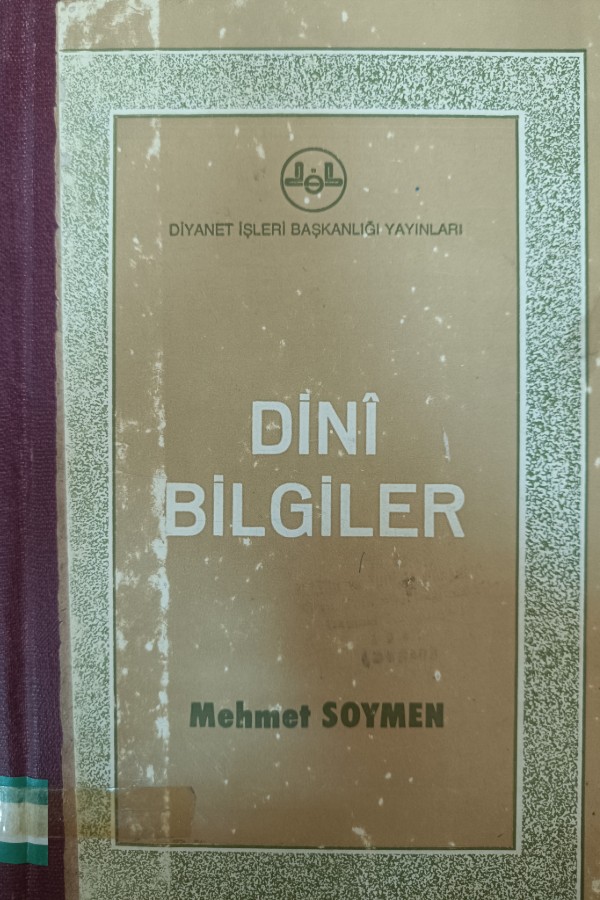 DİYANET İŞLERİ BAŞKANLIĞI YAYINLARI
DİNÎ
BİLGİLER
Mehmet SOYMEN